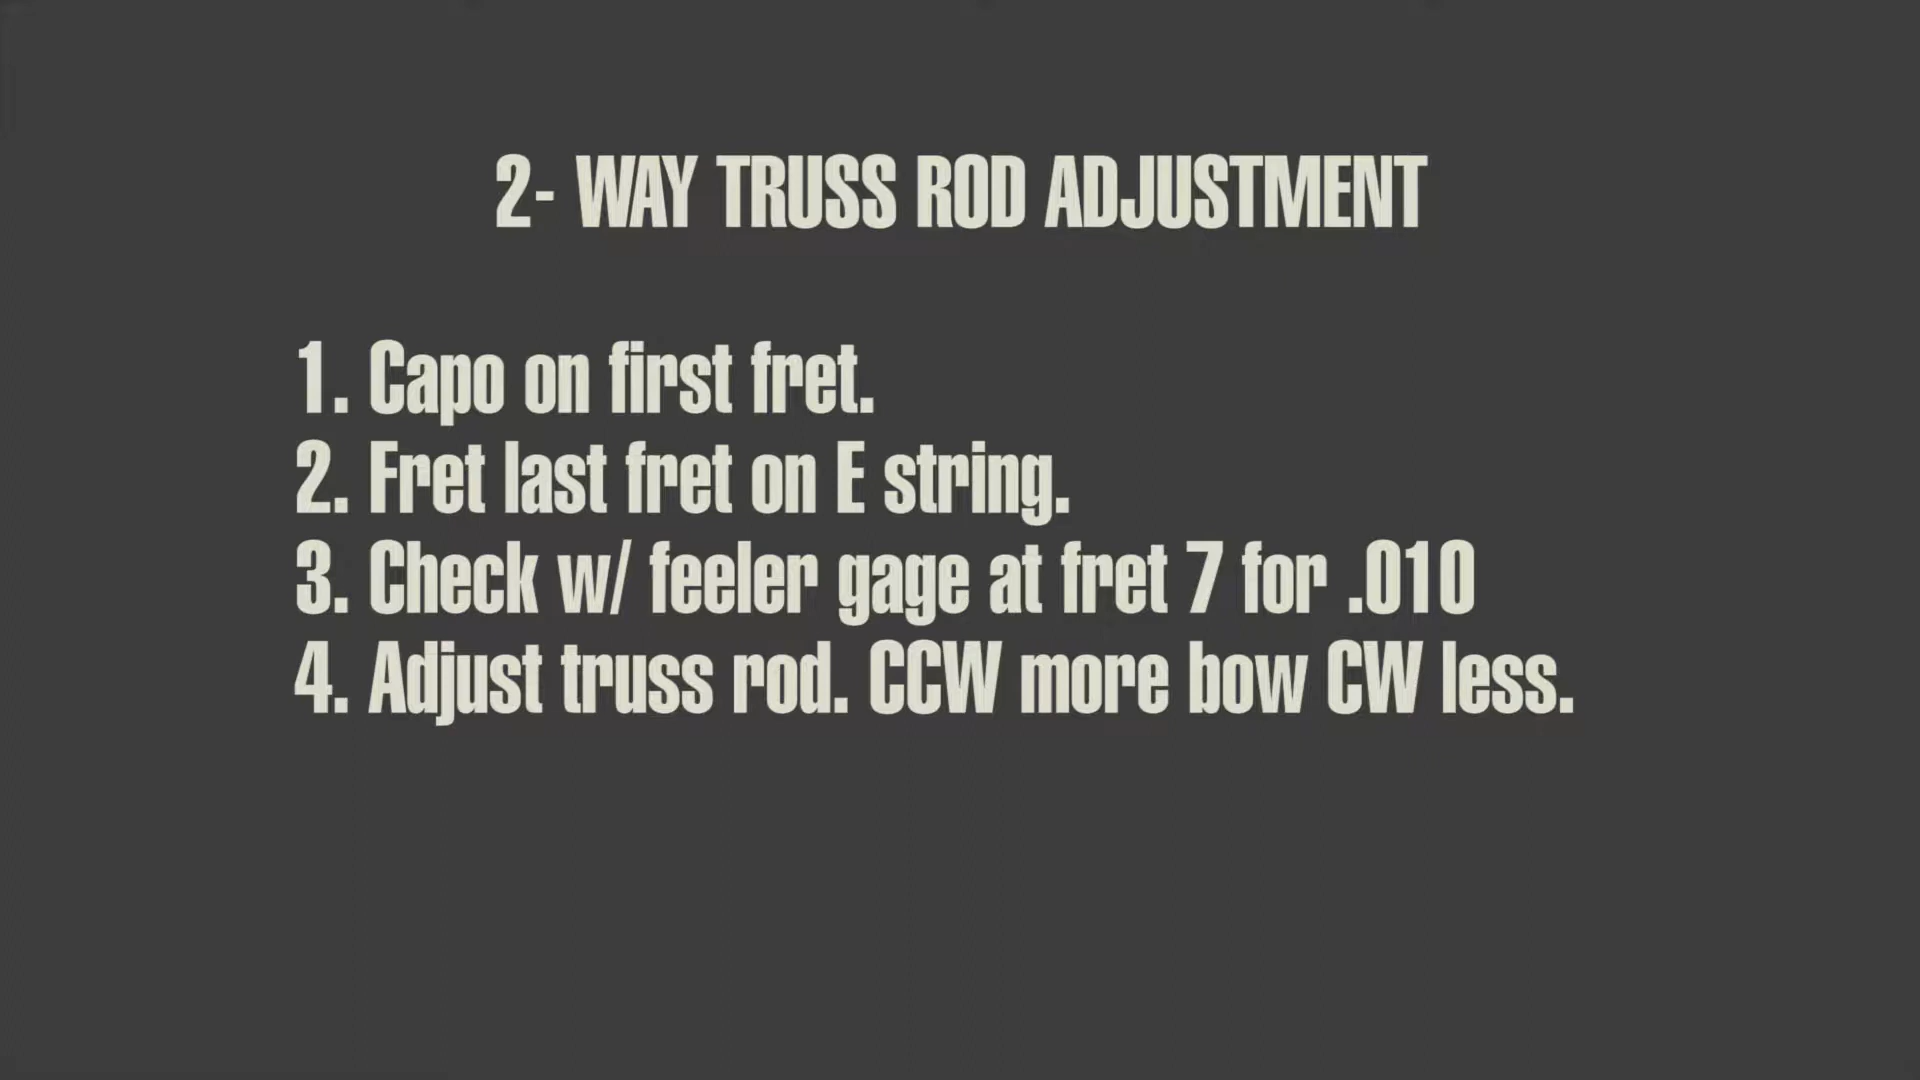 2- WAY TRUSS ROD ADJUSTMENT
1. Capo on first fret.
2. Fret last fret on E string.
3. Check w/ feeler gage at fret 7 for .010
4. Adjust truss rod. CCW more bow CW less.